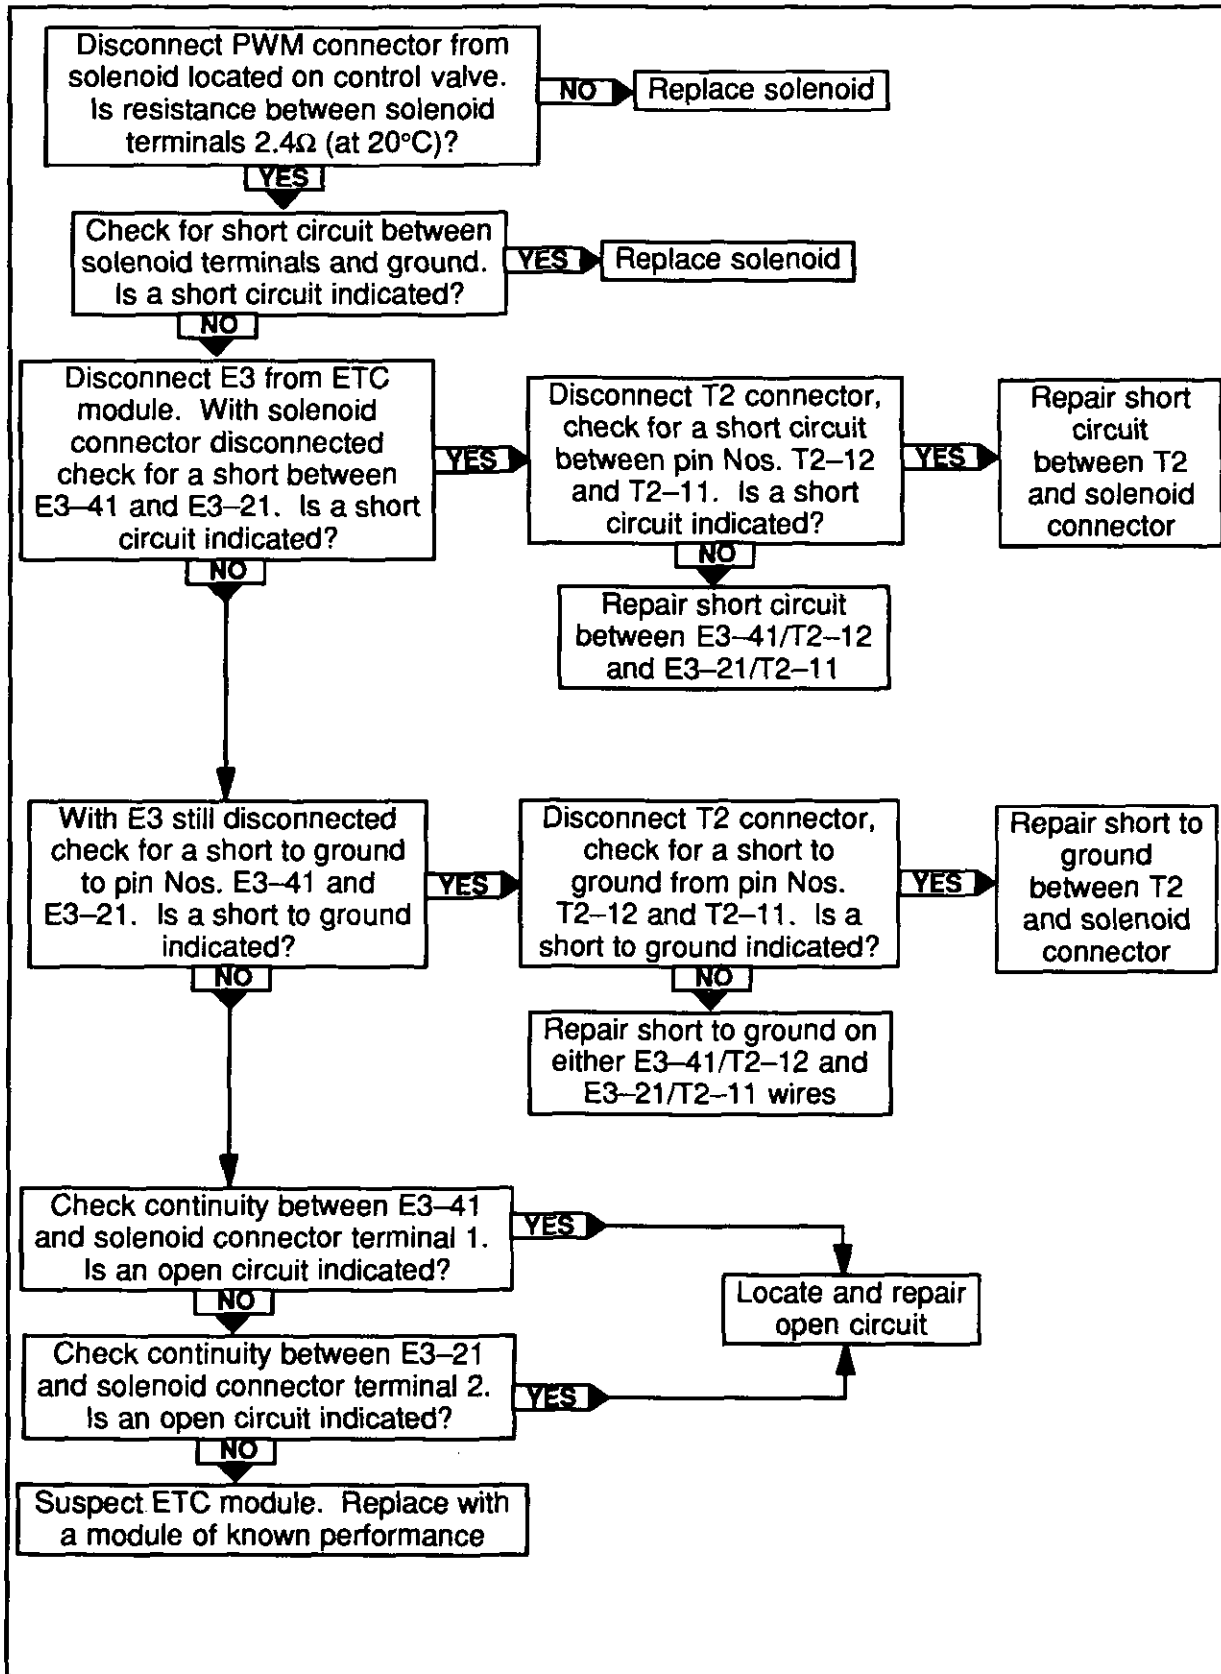 Disconnect PWM connector from
solenoid located on control valve.
Is resistance between solenoid
terminals 2.4Ω (at 20°C)?
NO
Replace solenoid
YES
Check for short circuit between
solenoid terminals and ground.
Is a short circuit indicated?
YES
Replace solenoid
NO
Disconnect E3 from ETC
module. With solenoid
connector disconnected
check for a short between
E3–41 and E3–21. Is a short
circuit indicated?
YES
Disconnect T2 connector,
check for a short circuit
between pin Nos. T2–12
and T2–11. Is a short
circuit indicated?
YES
Repair short
circuit
between T2
and solenoid
connector
NO
NO
Repair short circuit
between E3–41/T2–12
and E3–21/T2–11
With E3 still disconnected
check for a short to ground
to pin Nos. E3–41 and
E3–21. Is a short to ground
indicated?
YES
Disconnect T2 connector,
check for a short to
ground from pin Nos.
T2–12 and T2–11. Is a
short to ground indicated?
YES
Repair short to
ground
between T2
and solenoid
connector
NO
NO
Repair short to ground on
either E3–41/T2–12 and
E3–21/T2–11 wires
Check continuity between E3–41
and solenoid connector terminal 1.
Is an open circuit indicated?
YES
NO
Locate and repair
open circuit
Check continuity between E3–21
and solenoid connector terminal 2.
Is an open circuit indicated?
YES
NO
Suspect ETC module. Replace with
a module of known performance